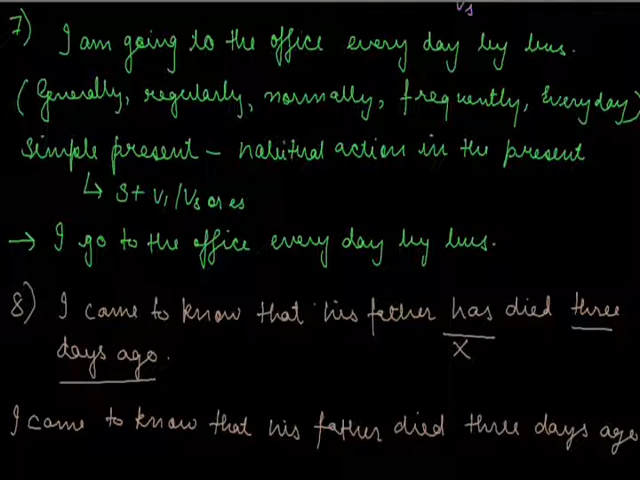 Vs
7) I am going to the office every day by bus.
(Generally, regularly, normally, frequently, Everyday)
Simple present – habitual action in the present
↳ S + V1/Vs or es
→ I go to the office every day by bus.
8) I came to know that his father has died three
days ago.
X
I came to know that his father died three days ago